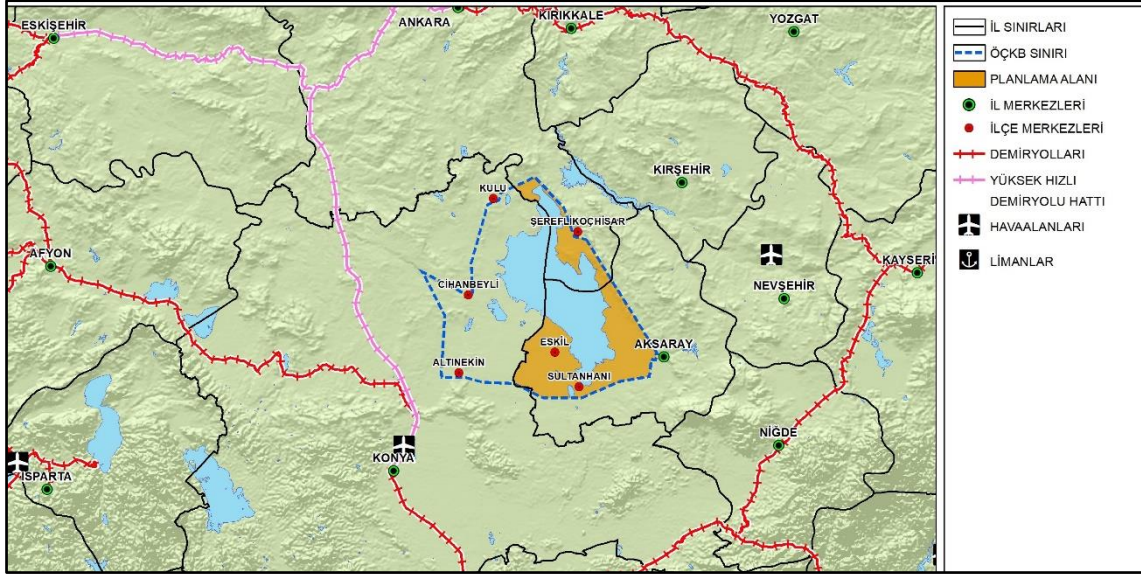 ESKİŞEHİR
ANKARA
KIRIKKALE
YOZGAT
KIRŞEHİR
KULU
ŞEREFLİKOÇHİSAR
AFYON
NEVŞEHİR
KAYSERİ
CİHANBEYLİ
ESKİL
AKSARAY
ALTINEKİN
SULTANHANI
NİĞDE
KONYA
ISPARTA
İL SINIRLARI
ÖÇKB SINIRI
PLANLAMA ALANI
İL MERKEZLERİ
İLÇE MERKEZLERİ
DEMİRYOLLARI
YÜKSEK HIZLI
DEMİRYOLU HATTI
HAVAALANLARI
LİMANLAR